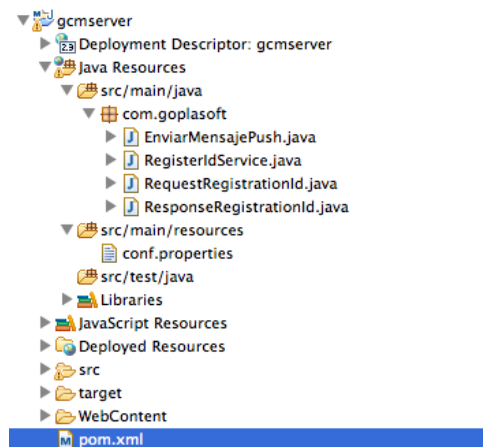 gcmserver
Deployment Descriptor: gcmserver
Java Resources
src/main/java
com.goplasoft
EnviarMensajePush.java
RegisterIdService.java
RequestRegistrationId.java
ResponseRegistrationId.java
src/main/resources
conf.properties
src/test/java
Libraries
JavaScript Resources
Deployed Resources
src
target
WebContent
pom.xml